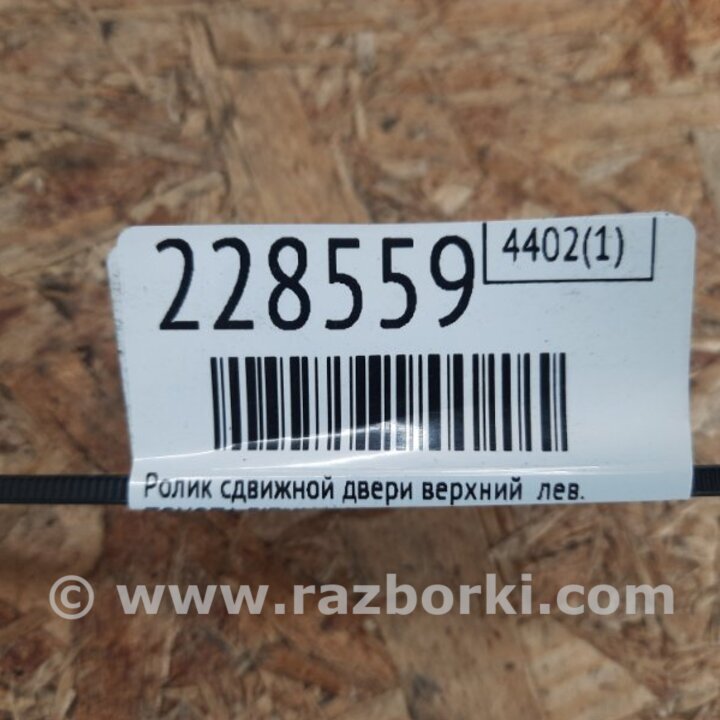 228559
4402(1)
Ролик сдвижной двери верхний лев.
© www.razborki.com